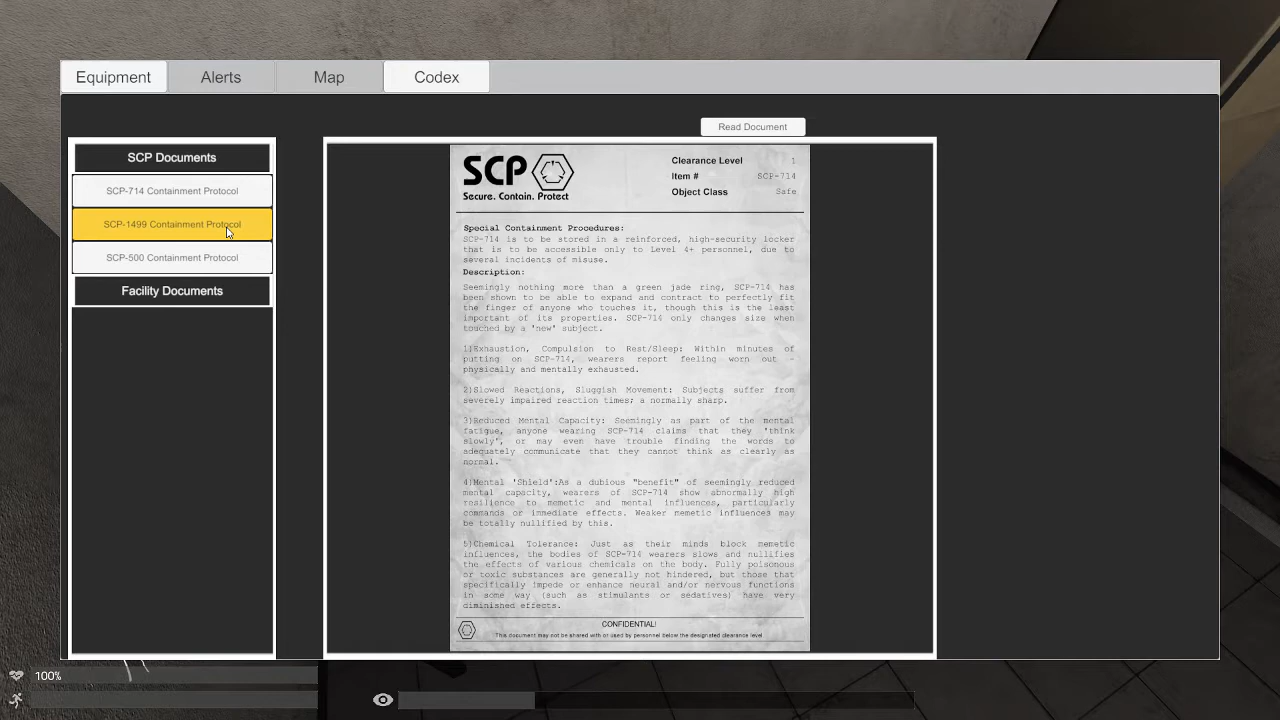 Equipment
Alerts
Map
Codex
Read Document
SCP Documents
SCP-714 Containment Protocol
SCP-1499 Containment Protocol
SCP-500 Containment Protocol
Facility Documents
SCP
Secure. Contain. Protect
Clearance Level 1
Item # SCP-714
Object Class Safe
Special Containment Procedures:
SCP-714 is to be stored in a reinforced, high-security locker
that is to be accessible only to Level 4+ personnel, due to
several incidents of misuse.
Description:
Seemingly nothing more than a green jade ring, SCP-714 has
been shown to be able to expand and contract to perfectly fit
the finger of anyone who touches it, though this is the least
important of its properties. SCP-714 only changes size when
touched by a 'new' subject.
1)Exhaustion, Compulsion to Rest/Sleep: Within minutes of
putting on SCP-714, wearers report feeling worn out -
physically and mentally exhausted.
2)Slowed Reactions, Sluggish Movement: Subjects suffer from
severely impaired reaction times; a normally sharp.
3)Reduced Mental Capacity: Seemingly as part of the mental
fatigue, anyone wearing SCP-714 claims that they 'think
slowly', or may even have trouble finding the words to
adequately communicate that they cannot think as clearly as
normal.
4)Mental 'Shield':As a dubious "benefit" of seemingly reduced
mental capacity, wearers of SCP-714 show abnormally high
resilience to memetic and mental influences, particularly
commands or immediate effects. Weaker memetic influences may
be totally nullified by this.
5)Chemical Tolerance: Just as their minds block memetic
influences, the bodies of SCP-714 wearers slows and nullifies
the effects of various chemicals on the body. Fully poisonous
or toxic substances are generally not hindered, but those that
specifically impede or enhance neural and/or nervous functions
in some way (such as stimulants or sedatives) have very
diminished effects.
CONFIDENTIAL!
This document may not be shared with or used by personnel below the designated clearance level
100%